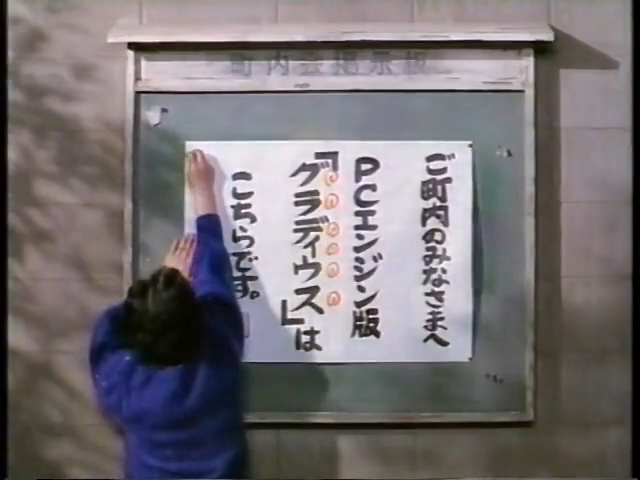 町内会掲示板
ご町内のみなさまへ
PCエンジン版
『グラディウス』は
こちらです。